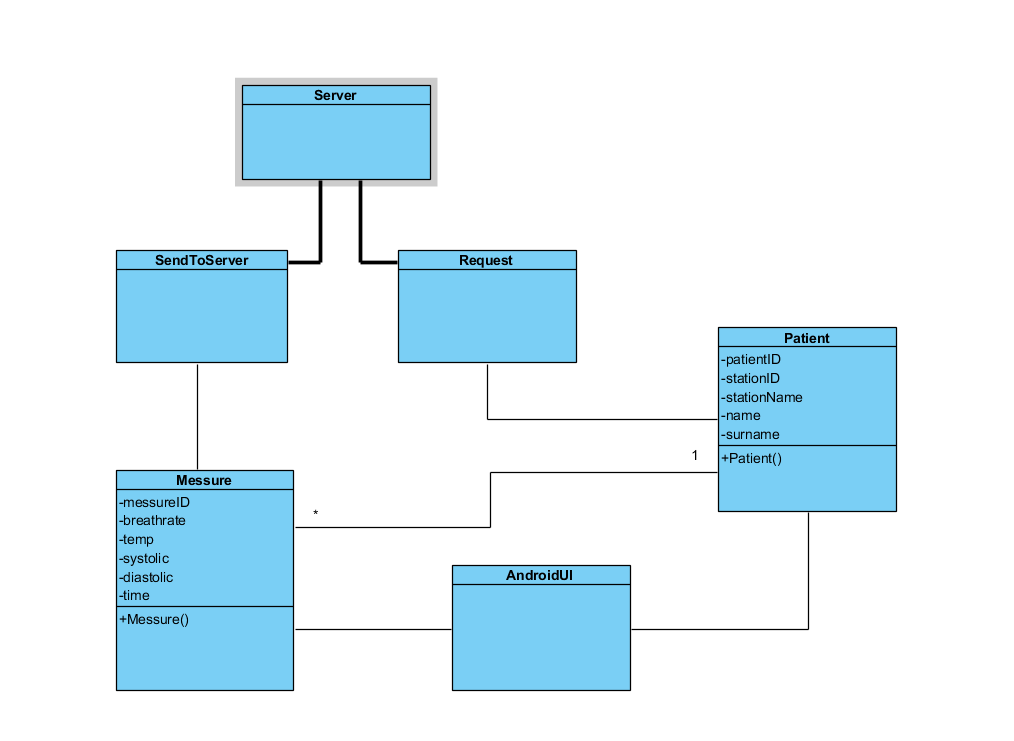 Server
SendToServer
Request
Patient
-patientID
-stationID
-stationName
-name
-surname
+Patient()
1
*
Messure
-messureID
-breathrate
-temp
-systolic
-diastolic
-time
+Messure()
AndroidUI